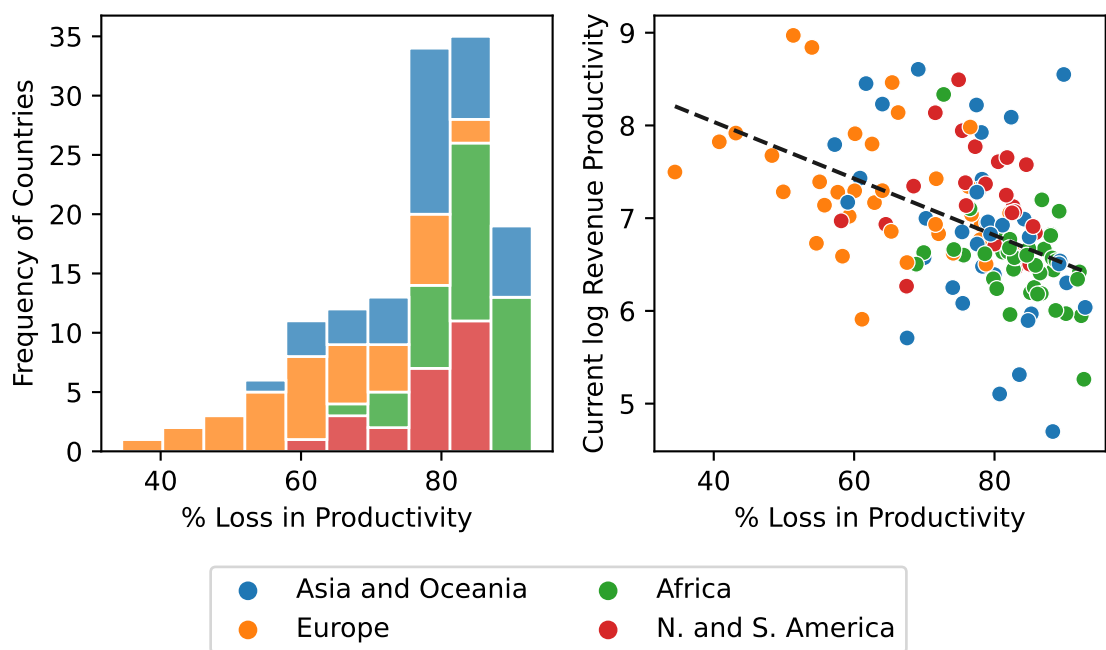 Frequency of Countries
35
30
25
20
15
10
5
0
40 60 80
% Loss in Productivity
Current log Revenue Productivity
9
8
7
6
5
40 60 80
% Loss in Productivity
Asia and Oceania
Europe
Africa
N. and S. America